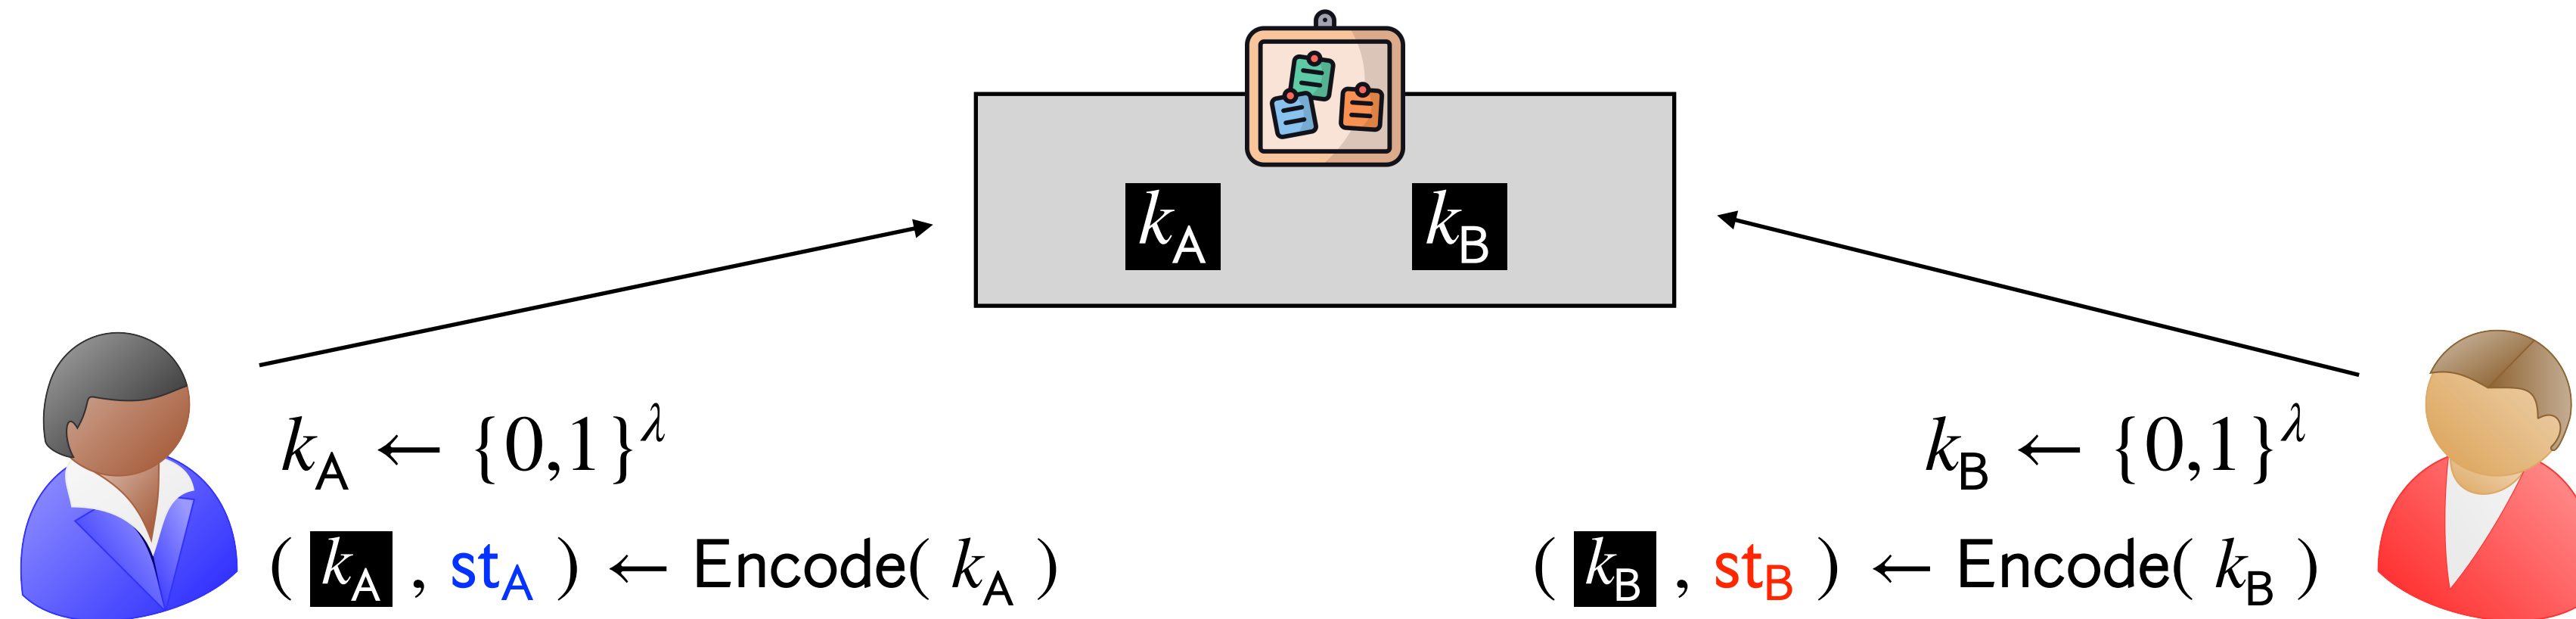 k_A k_B
k_A ← {0,1}^λ
( k_A , st_A ) ← Encode( k_A )
k_B ← {0,1}^λ
( k_B , st_B ) ← Encode( k_B )